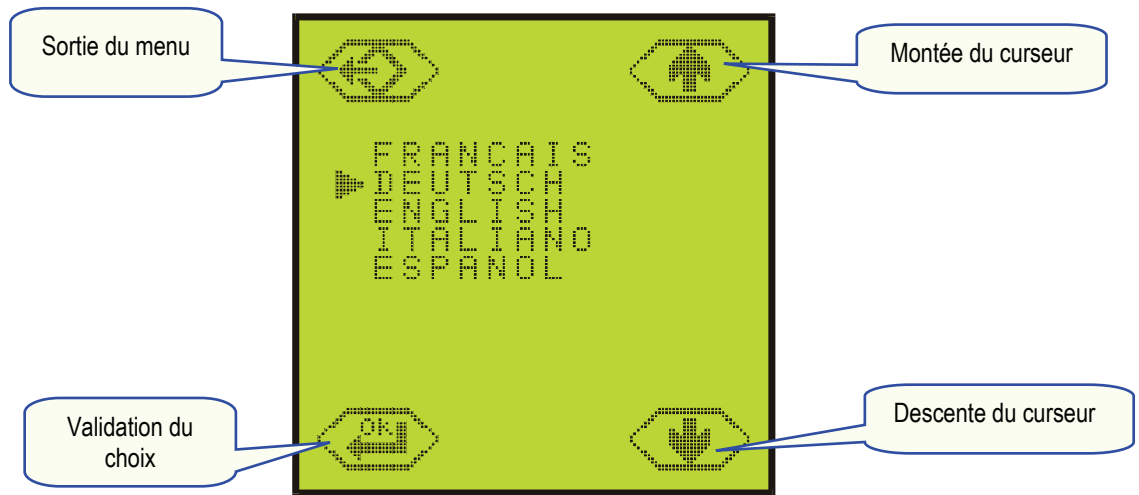 Sortie du menu
Montée du curseur
FRANCAIS
DEUTSCH
ENGLISH
ITALIANO
ESPANOL
Ok
Validation du
choix
Descente du curseur